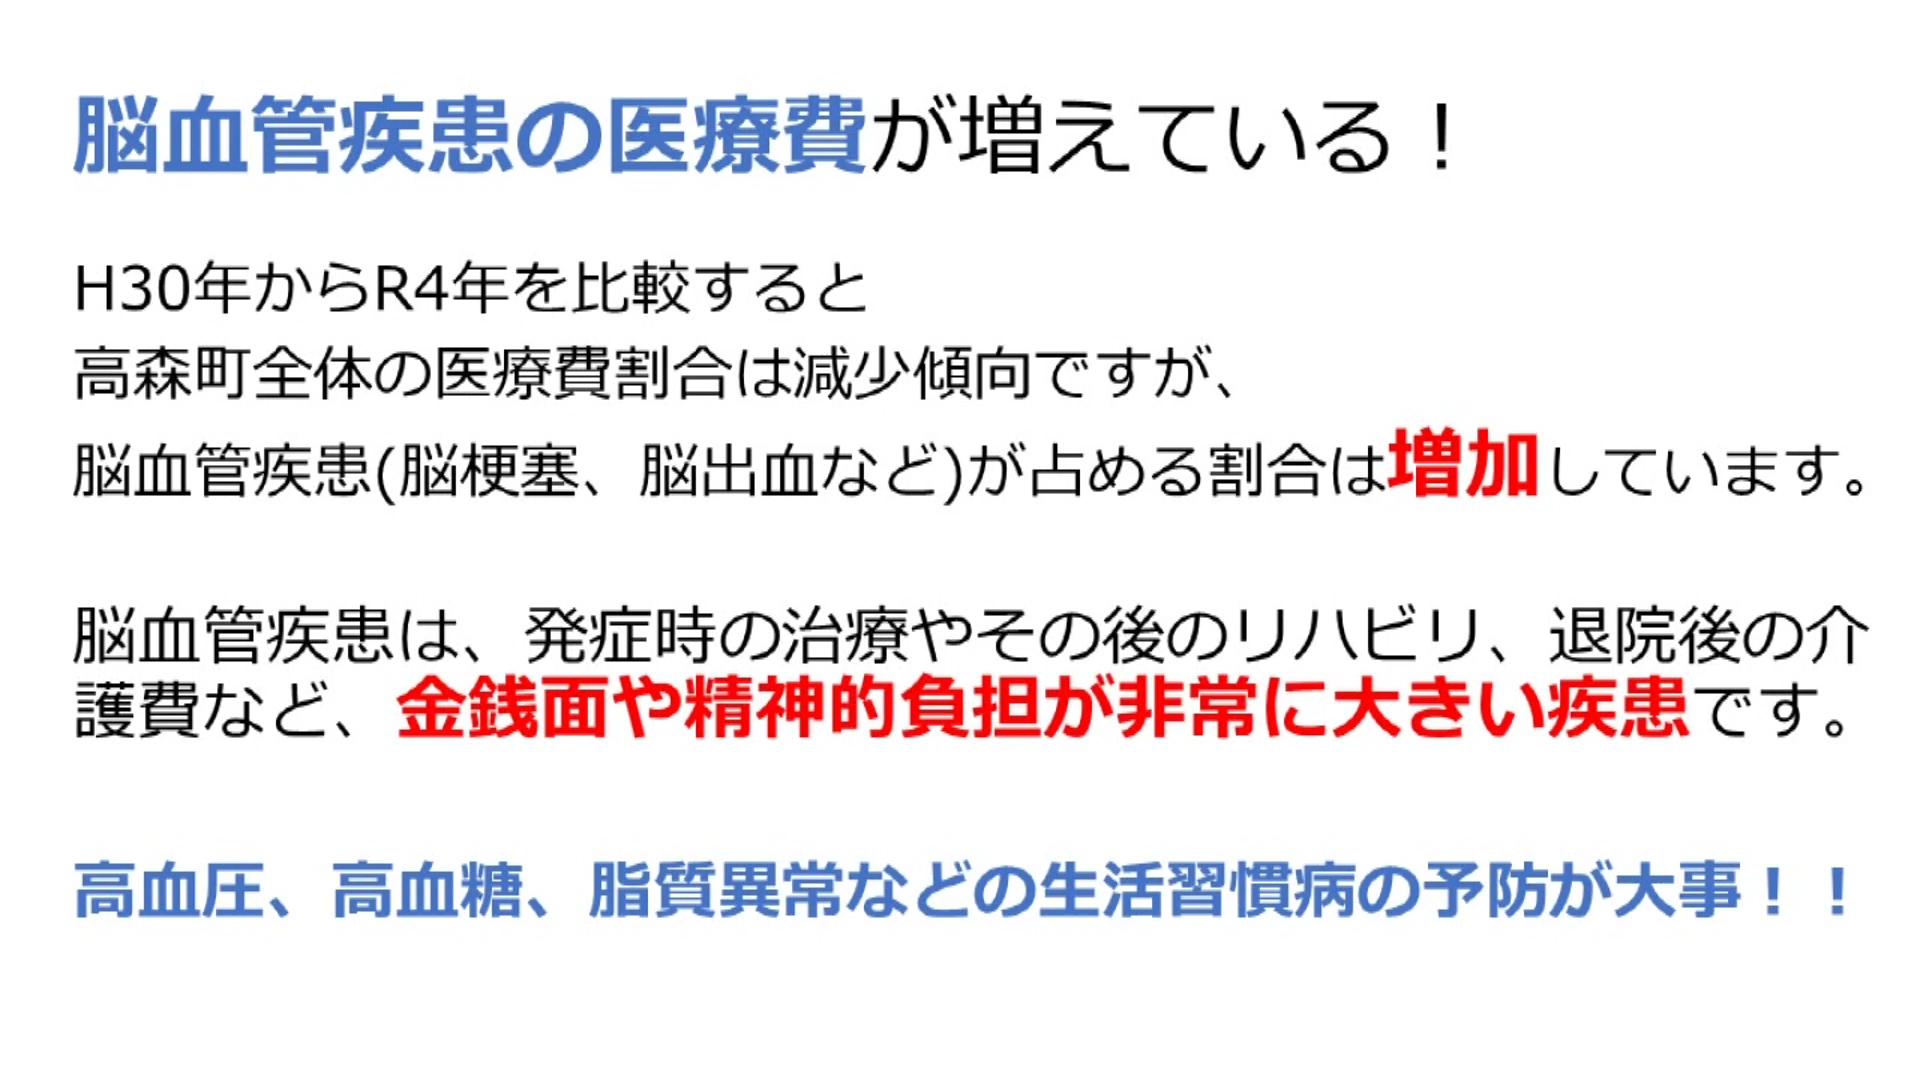 脳血管疾患の医療費が増えている！
H30年からR4年を比較すると
高森町全体の医療費割合は減少傾向ですが、
脳血管疾患(脳梗塞、脳出血など)が占める割合は増加しています。
脳血管疾患は、発症時の治療やその後のリハビリ、退院後の介
護費など、金銭面や精神的負担が非常に大きい疾患です。
高血圧、高血糖、脂質異常などの生活習慣病の予防が大事！！